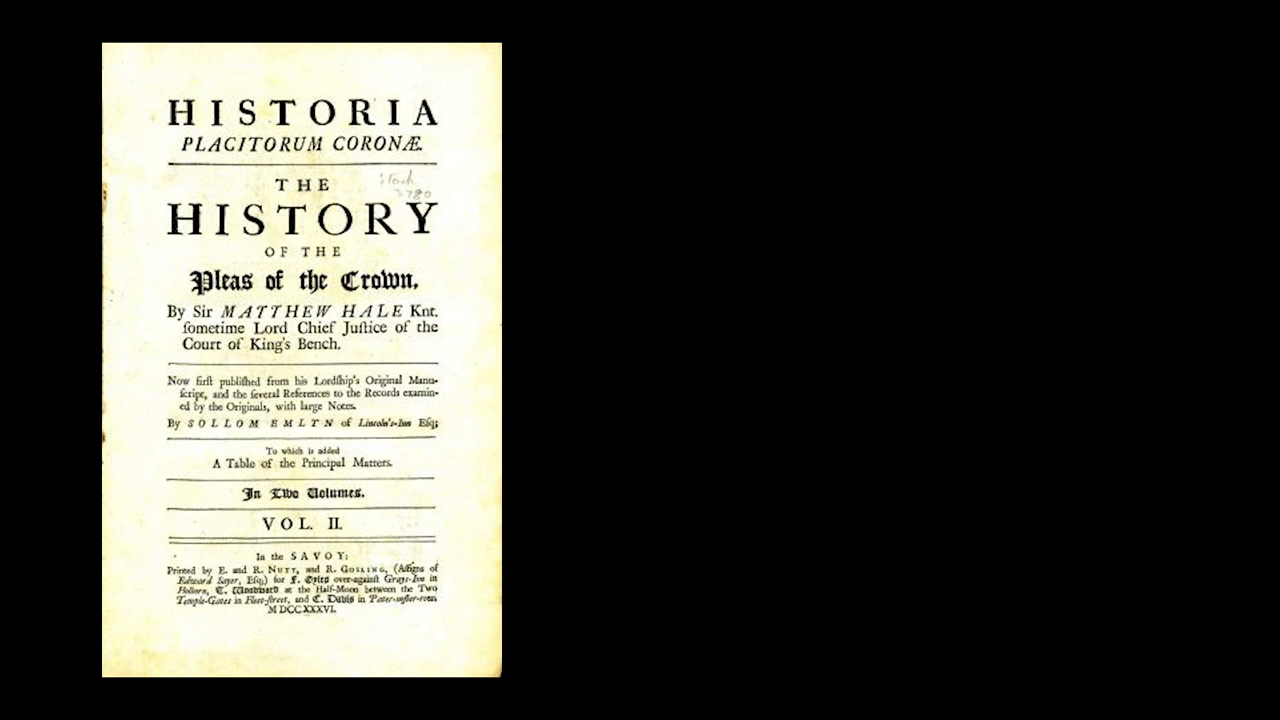 HISTORIA
PLACITORUM CORONÆ.
THE
HISTORY
OF THE
Pleas of the Crown.
By Sir MATTHEW HALE Knt.
ſometime Lord Chief Juſtice of the
Court of King's Bench.
Now firſt publiſhed from his Lordſhip's Original Manu-
ſcript, and the ſeveral References to the Records examin-
ed by the Originals, with large Notes.
By SOLLOM EMLYN of Lincoln's-Inn Eſq;
To which is added
A Table of the Principal Matters.
In Two Volumes.
VOL. II.
In the SAVOY:
Printed by E. and R. NUTT, and R. GOSLING, (Aſſigns of
Edward Sayer, Eſq;) for F. Gyles over-againſt Grays-Inn in
Holborn, T. Woodward at the Half-Moon between the Two
Temple-Gates in Fleet-ſtreet, and C. Davis in Pater-noſter-row.
M DCC XXXVI.